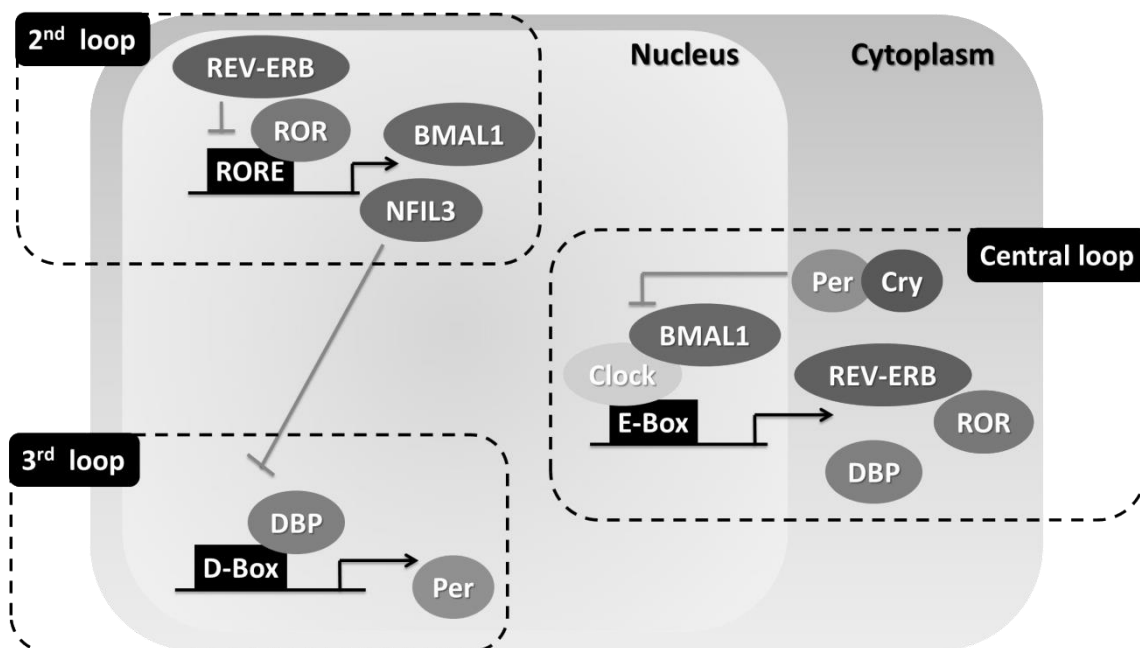 2nd loop
REV-ERB
ROR
RORE
BMAL1
NFIL3
Nucleus
Cytoplasm
Central loop
Per
Cry
BMAL1
Clock
E-Box
REV-ERB
ROR
DBP
3rd loop
DBP
D-Box
Per